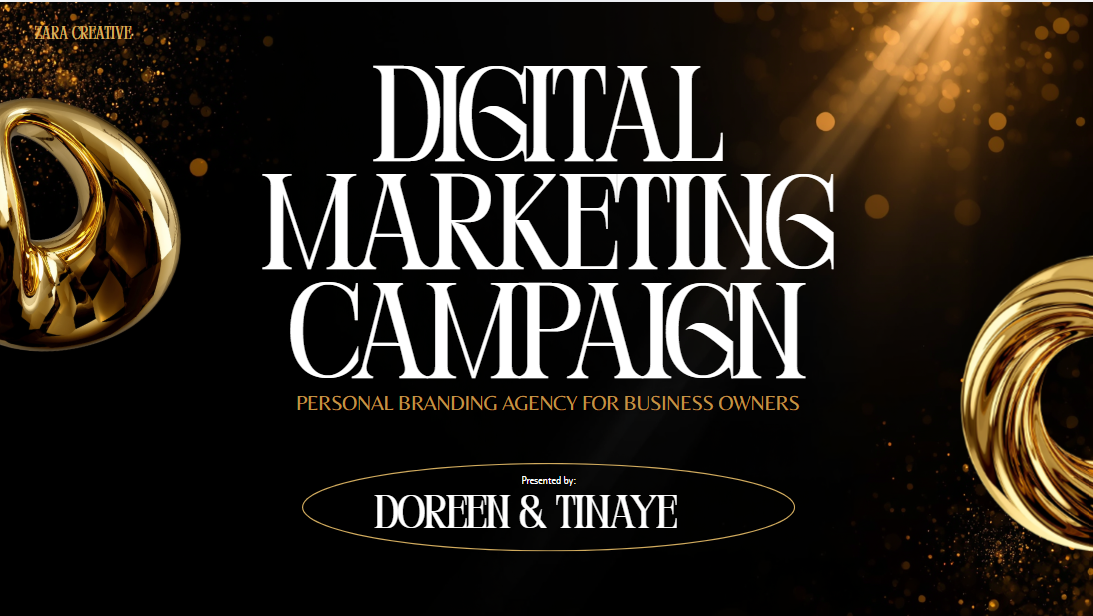 ZARA CREATIVE
DIGITAL
MARKETING
CAMPAIGN
PERSONAL BRANDING AGENCY FOR BUSINESS OWNERS
Presented by:
DOREEN & TINAYE